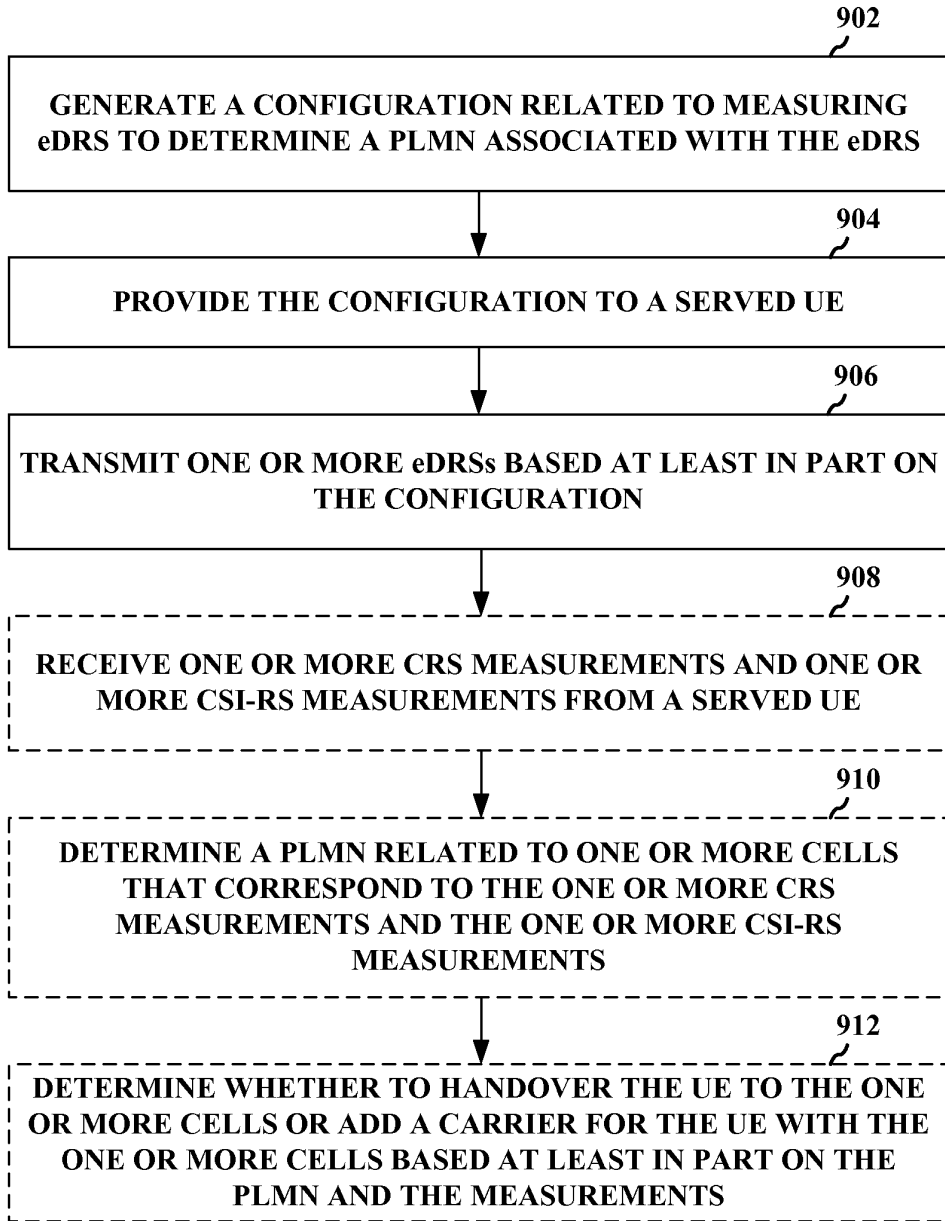 902
GENERATE A CONFIGURATION RELATED TO MEASURING
eDRS TO DETERMINE A PLMN ASSOCIATED WITH THE eDRS
904
PROVIDE THE CONFIGURATION TO A SERVED UE
906
TRANSMIT ONE OR MORE eDRSs BASED AT LEAST IN PART ON
THE CONFIGURATION
908
RECEIVE ONE OR MORE CRS MEASUREMENTS AND ONE OR
MORE CSI-RS MEASUREMENTS FROM A SERVED UE
910
DETERMINE A PLMN RELATED TO ONE OR MORE CELLS
THAT CORRESPOND TO THE ONE OR MORE CRS
MEASUREMENTS AND THE ONE OR MORE CSI-RS
MEASUREMENTS
912
DETERMINE WHETHER TO HANDOVER THE UE TO THE ONE
OR MORE CELLS OR ADD A CARRIER FOR THE UE WITH THE
ONE OR MORE CELLS BASED AT LEAST IN PART ON THE
PLMN AND THE MEASUREMENTS